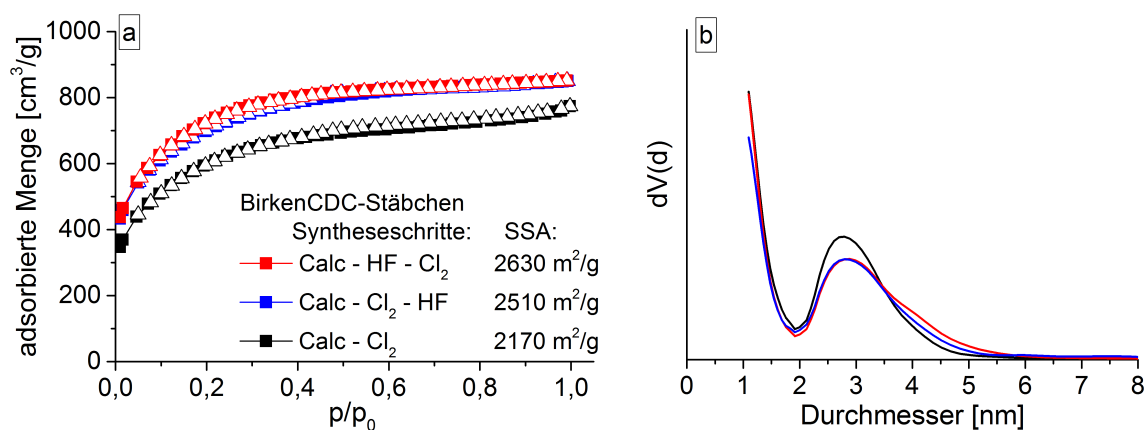 a
1000
800
600
400
200
0
adsorbierte Menge [cm³/g]
BirkenCDC-Stäbchen
Syntheseschritte: SSA:
Calc - HF - Cl₂ 2630 m²/g
Calc - Cl₂ - HF 2510 m²/g
Calc - Cl₂ 2170 m²/g
0,0 0,2 0,4 0,6 0,8 1,0
p/p₀
b
dV(d)
0 1 2 3 4 5 6 7 8
Durchmesser [nm]